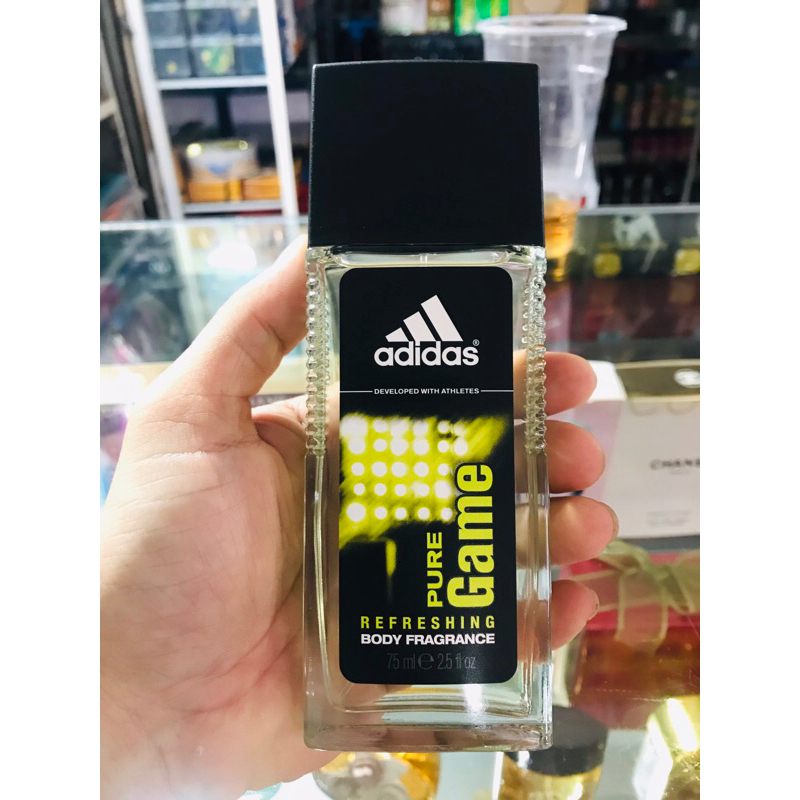 adidas®
DEVELOPED WITH ATHLETES
PURE
Game
REFRESHING
BODY FRAGRANCE
75 ml ℮ 2.5 fl oz